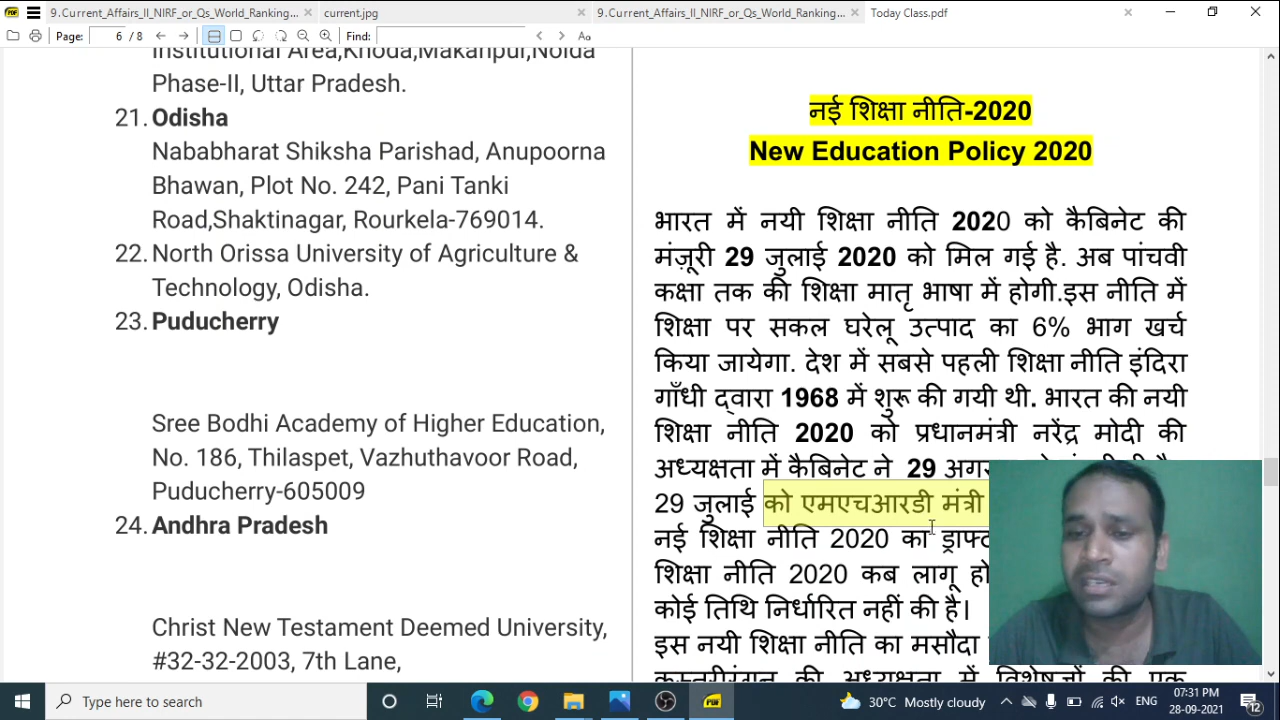 9.Current_Affairs_II_NIRF_or_Qs_World_Ranking...
current.jpg
9.Current_Affairs_II_NIRF_or_Qs_World_Ranking...
Today Class.pdf
Page: 6 / 8
Find:
Aa
Institutional Area,Khoda,Makanpur,Noida
Phase-II, Uttar Pradesh.
21. Odisha
Nababharat Shiksha Parishad, Anupoorna
Bhawan, Plot No. 242, Pani Tanki
Road,Shaktinagar, Rourkela-769014.
22. North Orissa University of Agriculture &
Technology, Odisha.
23. Puducherry
Sree Bodhi Academy of Higher Education,
No. 186, Thilaspet, Vazhuthavoor Road,
Puducherry-605009
24. Andhra Pradesh
Christ New Testament Deemed University,
#32-32-2003, 7th Lane,
नई शिक्षा नीति-2020
New Education Policy 2020
भारत में नयी शिक्षा नीति 2020 को कैबिनेट की
मंज़ूरी 29 जुलाई 2020 को मिल गई है. अब पांचवी
कक्षा तक की शिक्षा मातृ भाषा में होगी.इस नीति में
शिक्षा पर सकल घरेलू उत्पाद का 6% भाग खर्च
किया जायेगा. देश में सबसे पहली शिक्षा नीति इंदिरा
गाँधी द्वारा 1968 में शुरू की गयी थी. भारत की नयी
शिक्षा नीति 2020 को प्रधानमंत्री नरेंद्र मोदी की
अध्यक्षता में कैबिनेट ने 29
29 जुलाई को एमएचआरडी मंत्री
नई शिक्षा नीति 2020 का
शिक्षा नीति 2020 कब लागू
कोई तिथि निर्धारित नहीं की है।
इस नयी शिक्षा नीति का मसौदा
की अध्यक्षता में विशेषज्ञों की एक
Type here to search
30°C Mostly cloudy
ENG
07:31 PM
28-09-2021
12